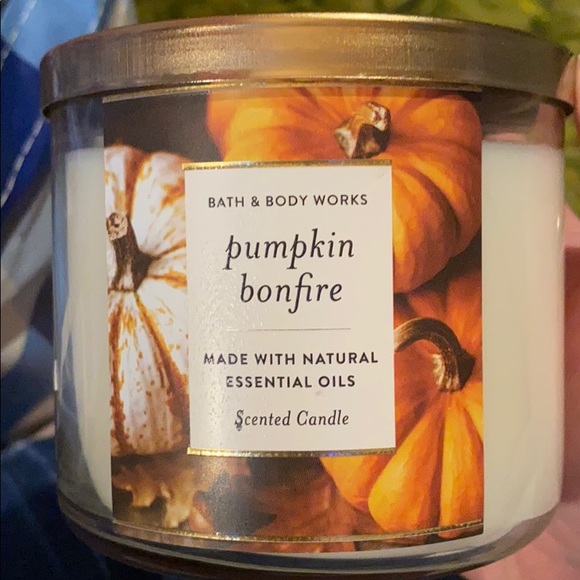 BATH & BODY WORKS
pumpkin
bonfire
MADE WITH NATURAL
ESSENTIAL OILS
Scented Candle